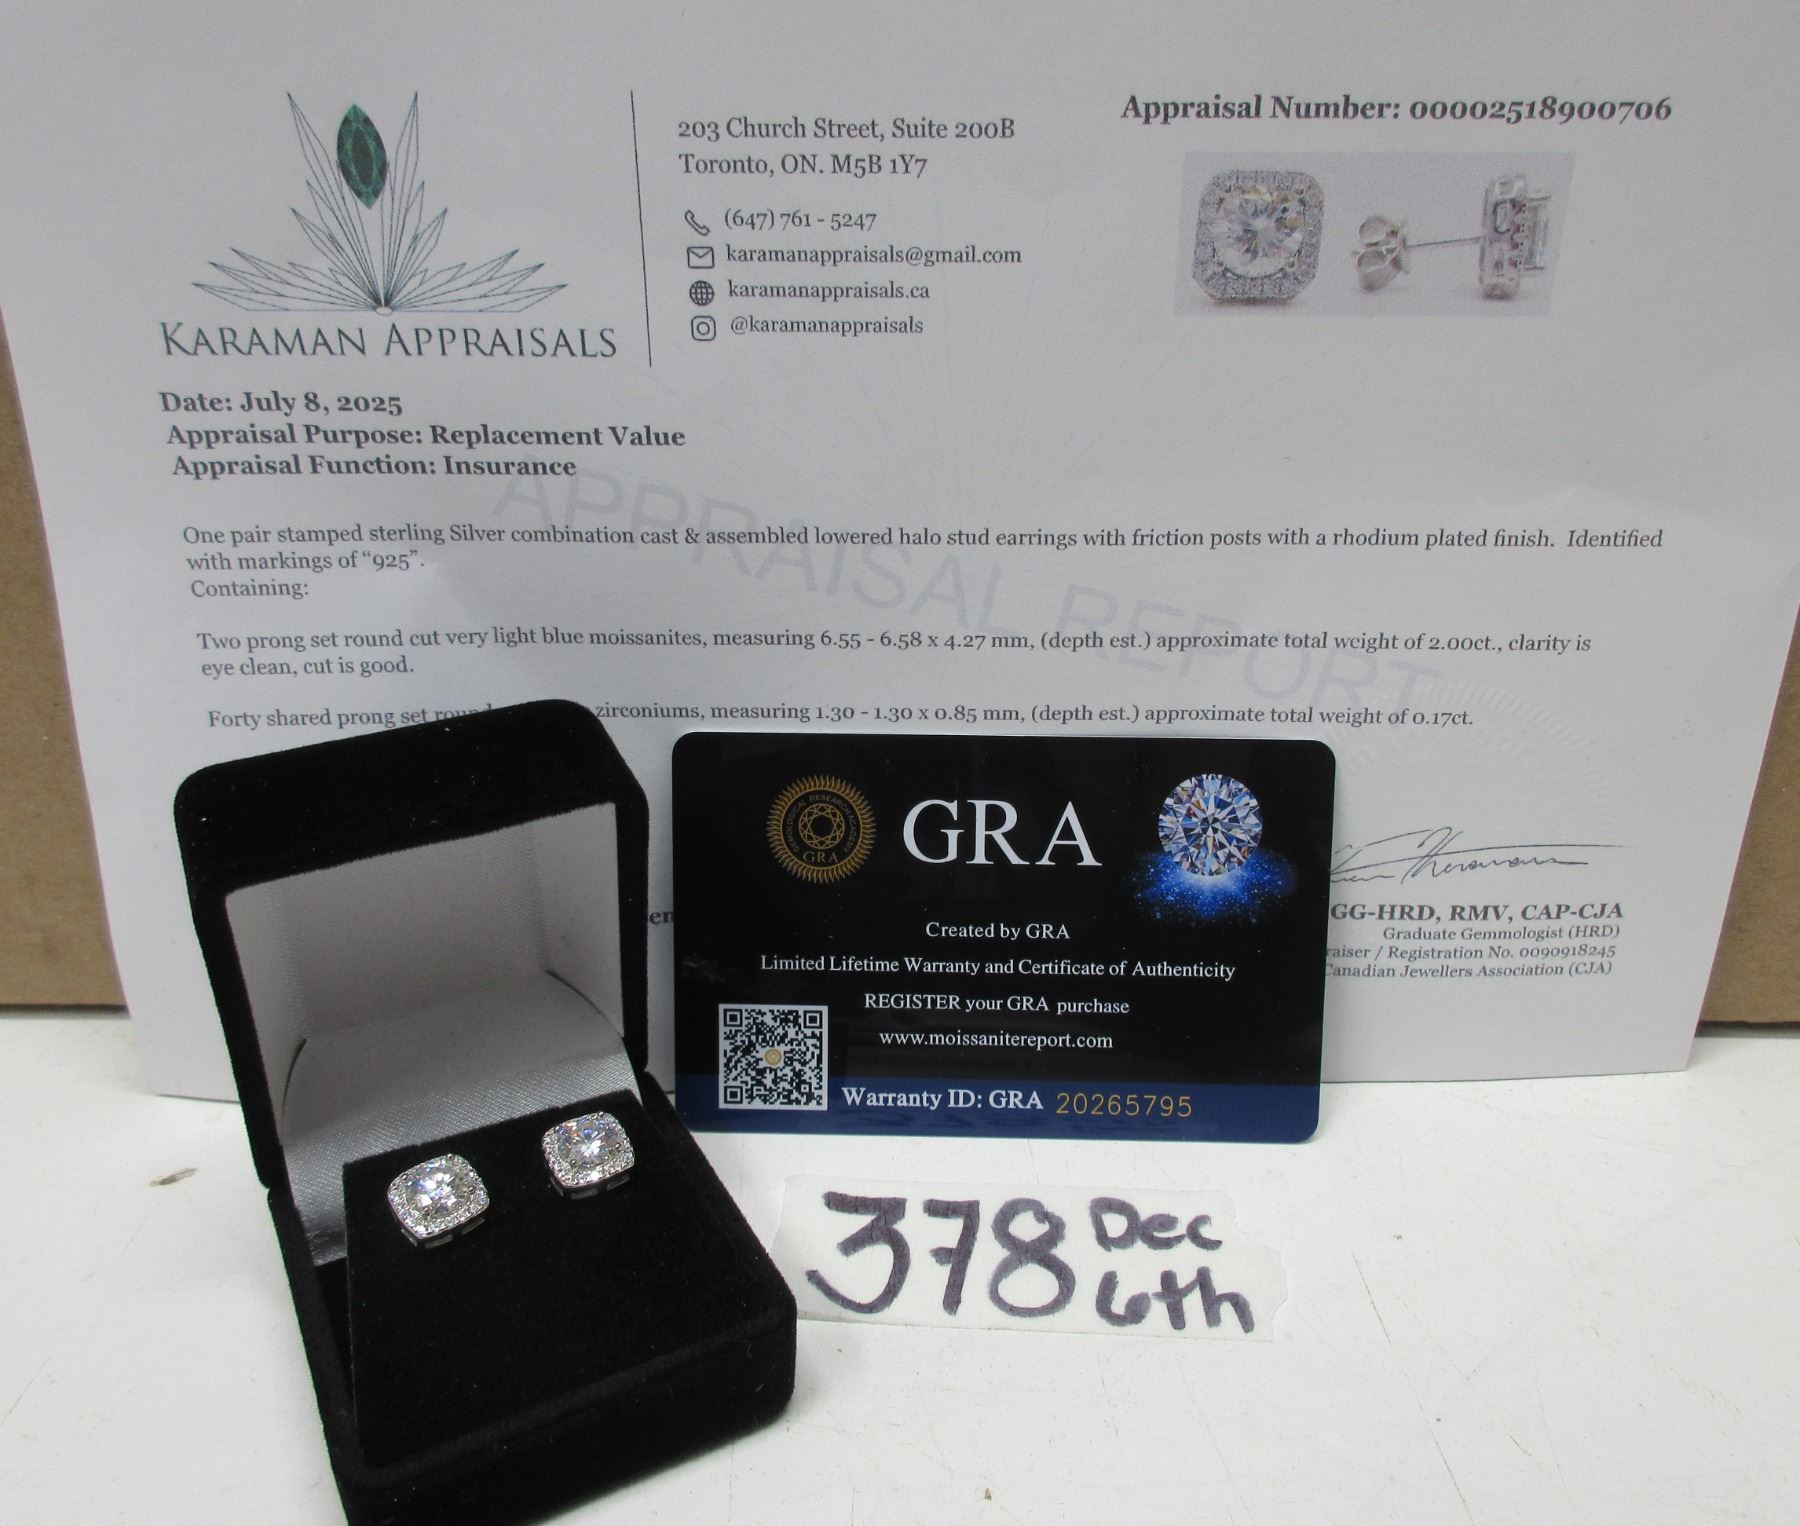 KARAMAN APPRAISALS
203 Church Street, Suite 200B
Toronto, ON. M5B 1Y7
(647) 761 - 5247
karamanappraisals@gmail.com
karamanappraisals.ca
@karamanappraisals
Appraisal Number: 00002518900706
Date: July 8, 2025
Appraisal Purpose: Replacement Value
Appraisal Function: Insurance
APPRAISAL REPORT
One pair stamped sterling Silver combination cast & assembled lowered halo stud earrings with friction posts with a rhodium plated finish. Identified
with markings of “925”.
Containing:
Two prong set round cut very light blue moissanites, measuring 6.55 - 6.58 x 4.27 mm, (depth est.) approximate total weight of 2.00ct., clarity is
eye clean, cut is good.
Forty shared prong set zirconiums, measuring 1.30 - 1.30 x 0.85 mm, (depth est.) approximate total weight of 0.17ct.
GG-HRD, RMV, CAP-CJA
Graduate Gemmologist (HRD)
raiser / Registration No. 0090918245
Canadian Jewellers Association (CJA)
GEMOLOGICAL RESEARCH ACADEMY
GRA
GRA
Created by GRA
Limited Lifetime Warranty and Certificate of Authenticity
REGISTER your GRA purchase
www.moissanitereport.com
Warranty ID: GRA 20265795
378 Dec
6th